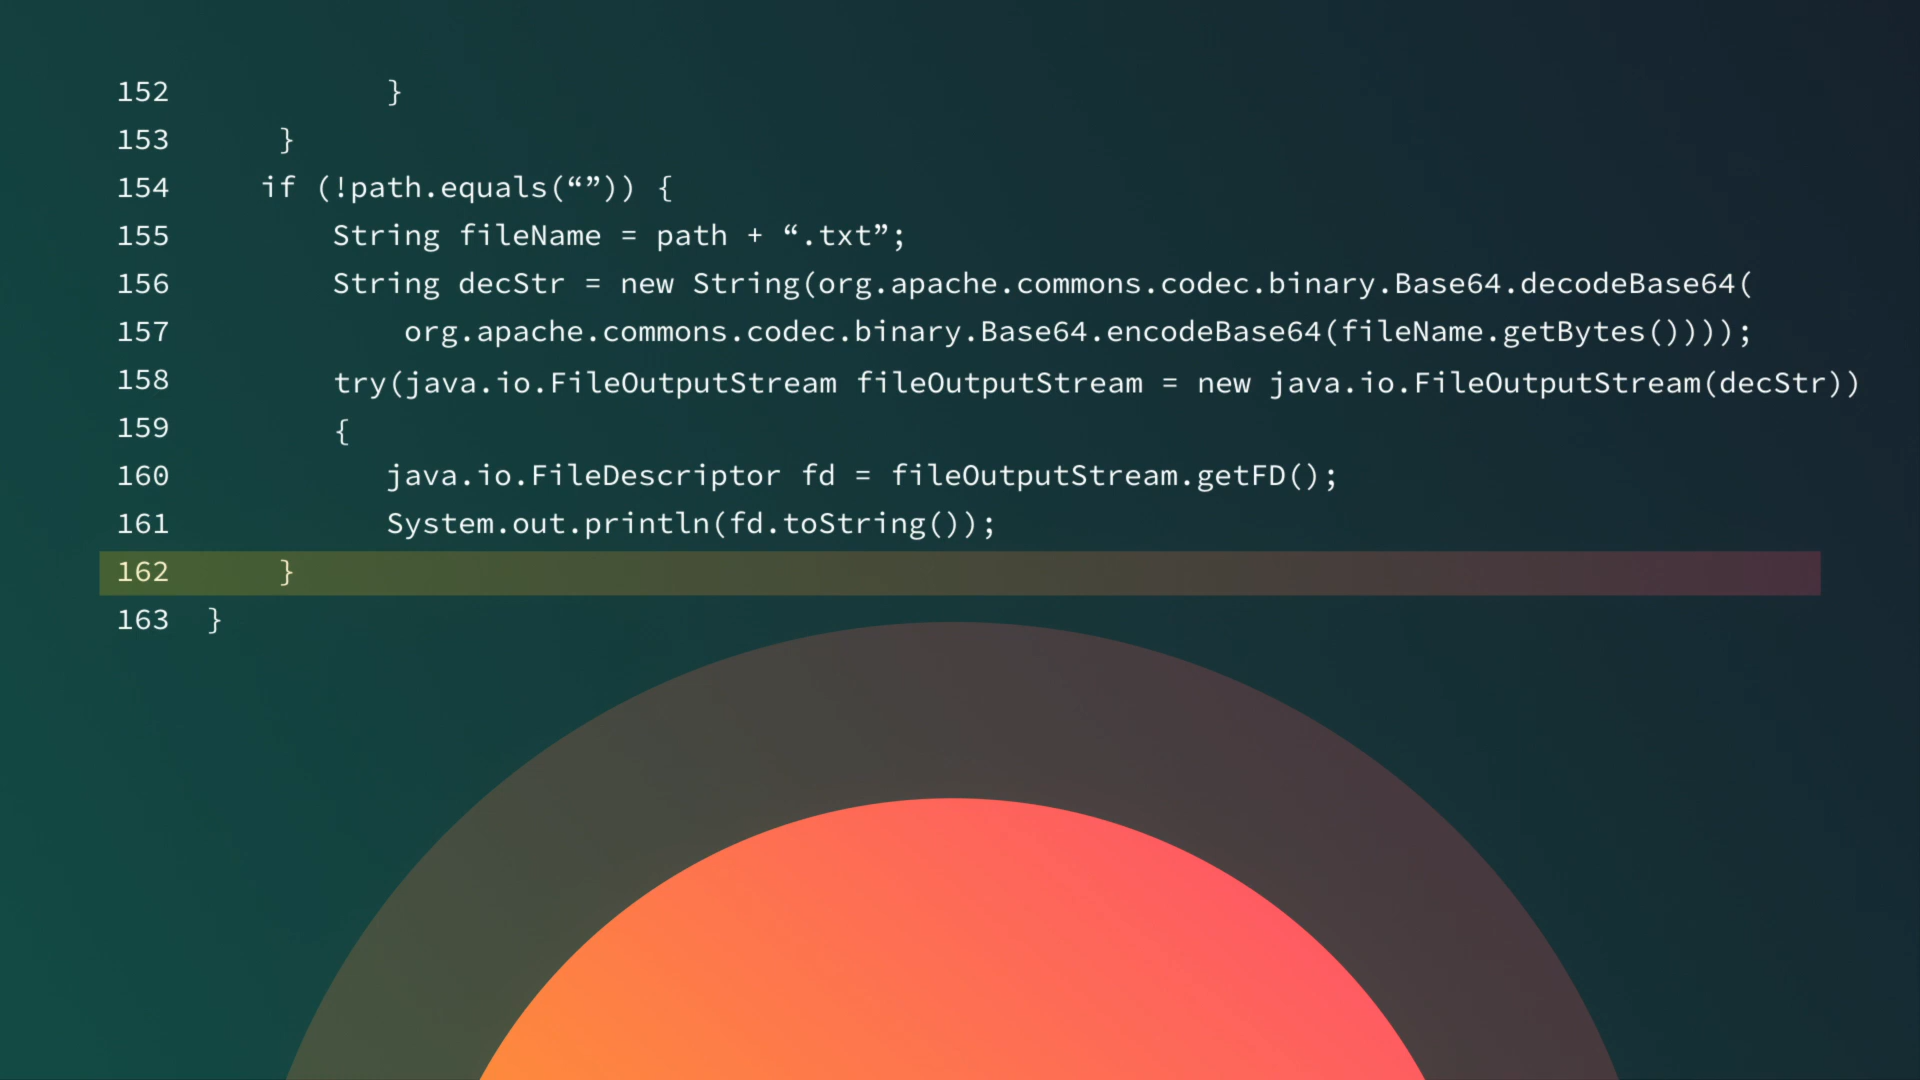 152 }
153 }
154 if (!path.equals(“”)) {
155 String fileName = path + “.txt”;
156 String decStr = new String(org.apache.commons.codec.binary.Base64.decodeBase64(
157 org.apache.commons.codec.binary.Base64.encodeBase64(fileName.getBytes())));
158 try(java.io.FileOutputStream fileOutputStream = new java.io.FileOutputStream(decStr))
159 {
160 java.io.FileDescriptor fd = fileOutputStream.getFD();
161 System.out.println(fd.toString());
162 }
163 }